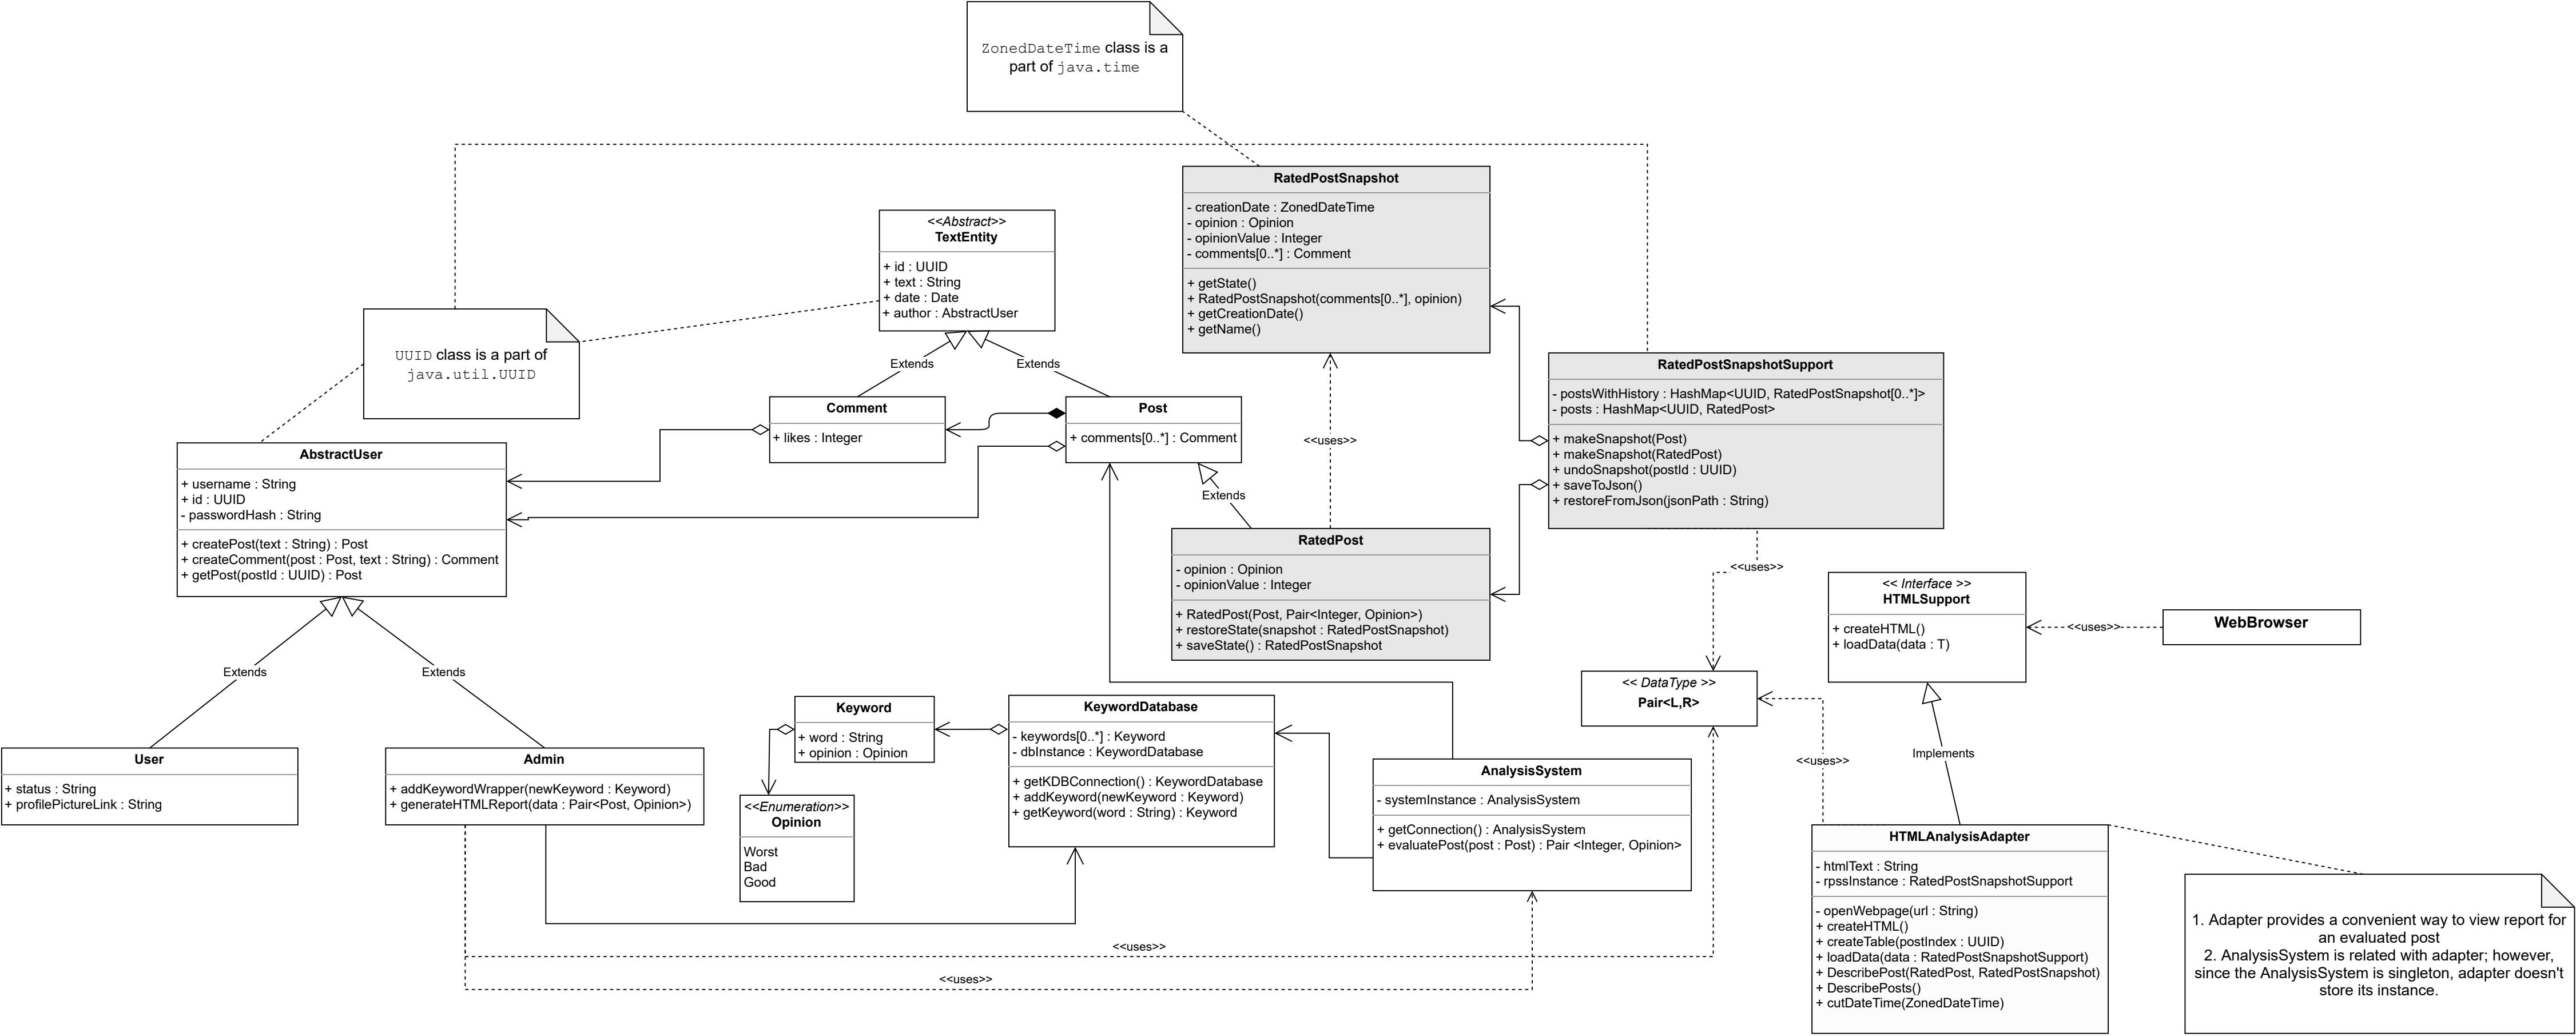 ZonedDateTime class is a
part of java.time
RatedPostSnapshot
- creationDate : ZonedDateTime
- opinion : Opinion
- opinionValue : Integer
- comments[0..*] : Comment
+ getState()
+ RatedPostSnapshot(comments[0..*], opinion)
+ getCreationDate()
+ getName()
<<Abstract>>
TextEntity
+ id : UUID
+ text : String
+ date : Date
+ author : AbstractUser
UUID class is a part of
java.util.UUID
Extends
Extends
RatedPostSnapshotSupport
- postsWithHistory : HashMap<UUID, RatedPostSnapshot[0..*]>
- posts : HashMap<UUID, RatedPost>
+ makeSnapshot(Post)
+ makeSnapshot(RatedPost)
+ undoSnapshot(postId : UUID)
+ saveToJson()
+ restoreFromJson(jsonPath : String)
Comment
+ likes : Integer
Post
+ comments[0..*] : Comment
<<uses>>
AbstractUser
+ username : String
+ id : UUID
- passwordHash : String
+ createPost(text : String) : Post
+ createComment(post : Post, text : String) : Comment
+ getPost(postId : UUID) : Post
Extends
RatedPost
- opinion : Opinion
- opinionValue : Integer
+ RatedPost(Post, Pair<Integer, Opinion>)
+ restoreState(snapshot : RatedPostSnapshot)
+ saveState() : RatedPostSnapshot
<<uses>>
<< Interface >>
HTMLSupport
+ createHTML()
+ loadData(data : T)
<<uses>>
WebBrowser
Extends
Extends
<< DataType >>
Pair<L,R>
Keyword
+ word : String
+ opinion : Opinion
KeywordDatabase
- keywords[0..*] : Keyword
- dbInstance : KeywordDatabase
+ getKDBConnection() : KeywordDatabase
+ addKeyword(newKeyword : Keyword)
+ getKeyword(word : String) : Keyword
Implements
<<uses>>
User
+ status : String
+ profilePictureLink : String
Admin
+ addKeywordWrapper(newKeyword : Keyword)
+ generateHTMLReport(data : Pair<Post, Opinion>)
AnalysisSystem
- systemInstance : AnalysisSystem
+ getConnection() : AnalysisSystem
+ evaluatePost(post : Post) : Pair <Integer, Opinion>
<<Enumeration>>
Opinion
Worst
Bad
Good
HTMLAnalysisAdapter
- htmlText : String
- rpssInstance : RatedPostSnapshotSupport
- openWebpage(url : String)
+ createHTML()
+ createTable(postIndex : UUID)
+ loadData(data : RatedPostSnapshotSupport)
+ DescribePost(RatedPost, RatedPostSnapshot)
+ DescribePosts()
+ cutDateTime(ZonedDateTime)
1. Adapter provides a convenient way to view report for
an evaluated post
2. AnalysisSystem is related with adapter; however,
since the AnalysisSystem is singleton, adapter doesn't
store its instance.
<<uses>>
<<uses>>